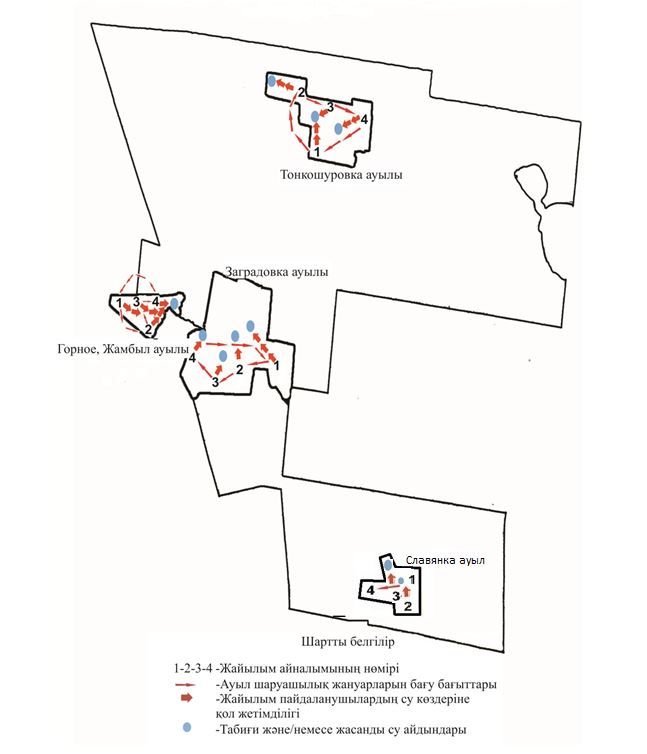 2
3
4
1
Тонкошуровка ауылы
Заградовка ауылы
1 3 4
2
Горное, Жамбыл ауылы
4
1
2
3
Славянка ауыл
1
4
3
2
Шартты белгілір
1-2-3-4 -Жайылым айналымының нөмірі
-Ауыл шаруашылық жануарларын бағу бағыттары
-Жайылым пайдаланушылардың су көздеріне
қол жетімділігі
-Табиғи және/немесе жасанды су айдындары